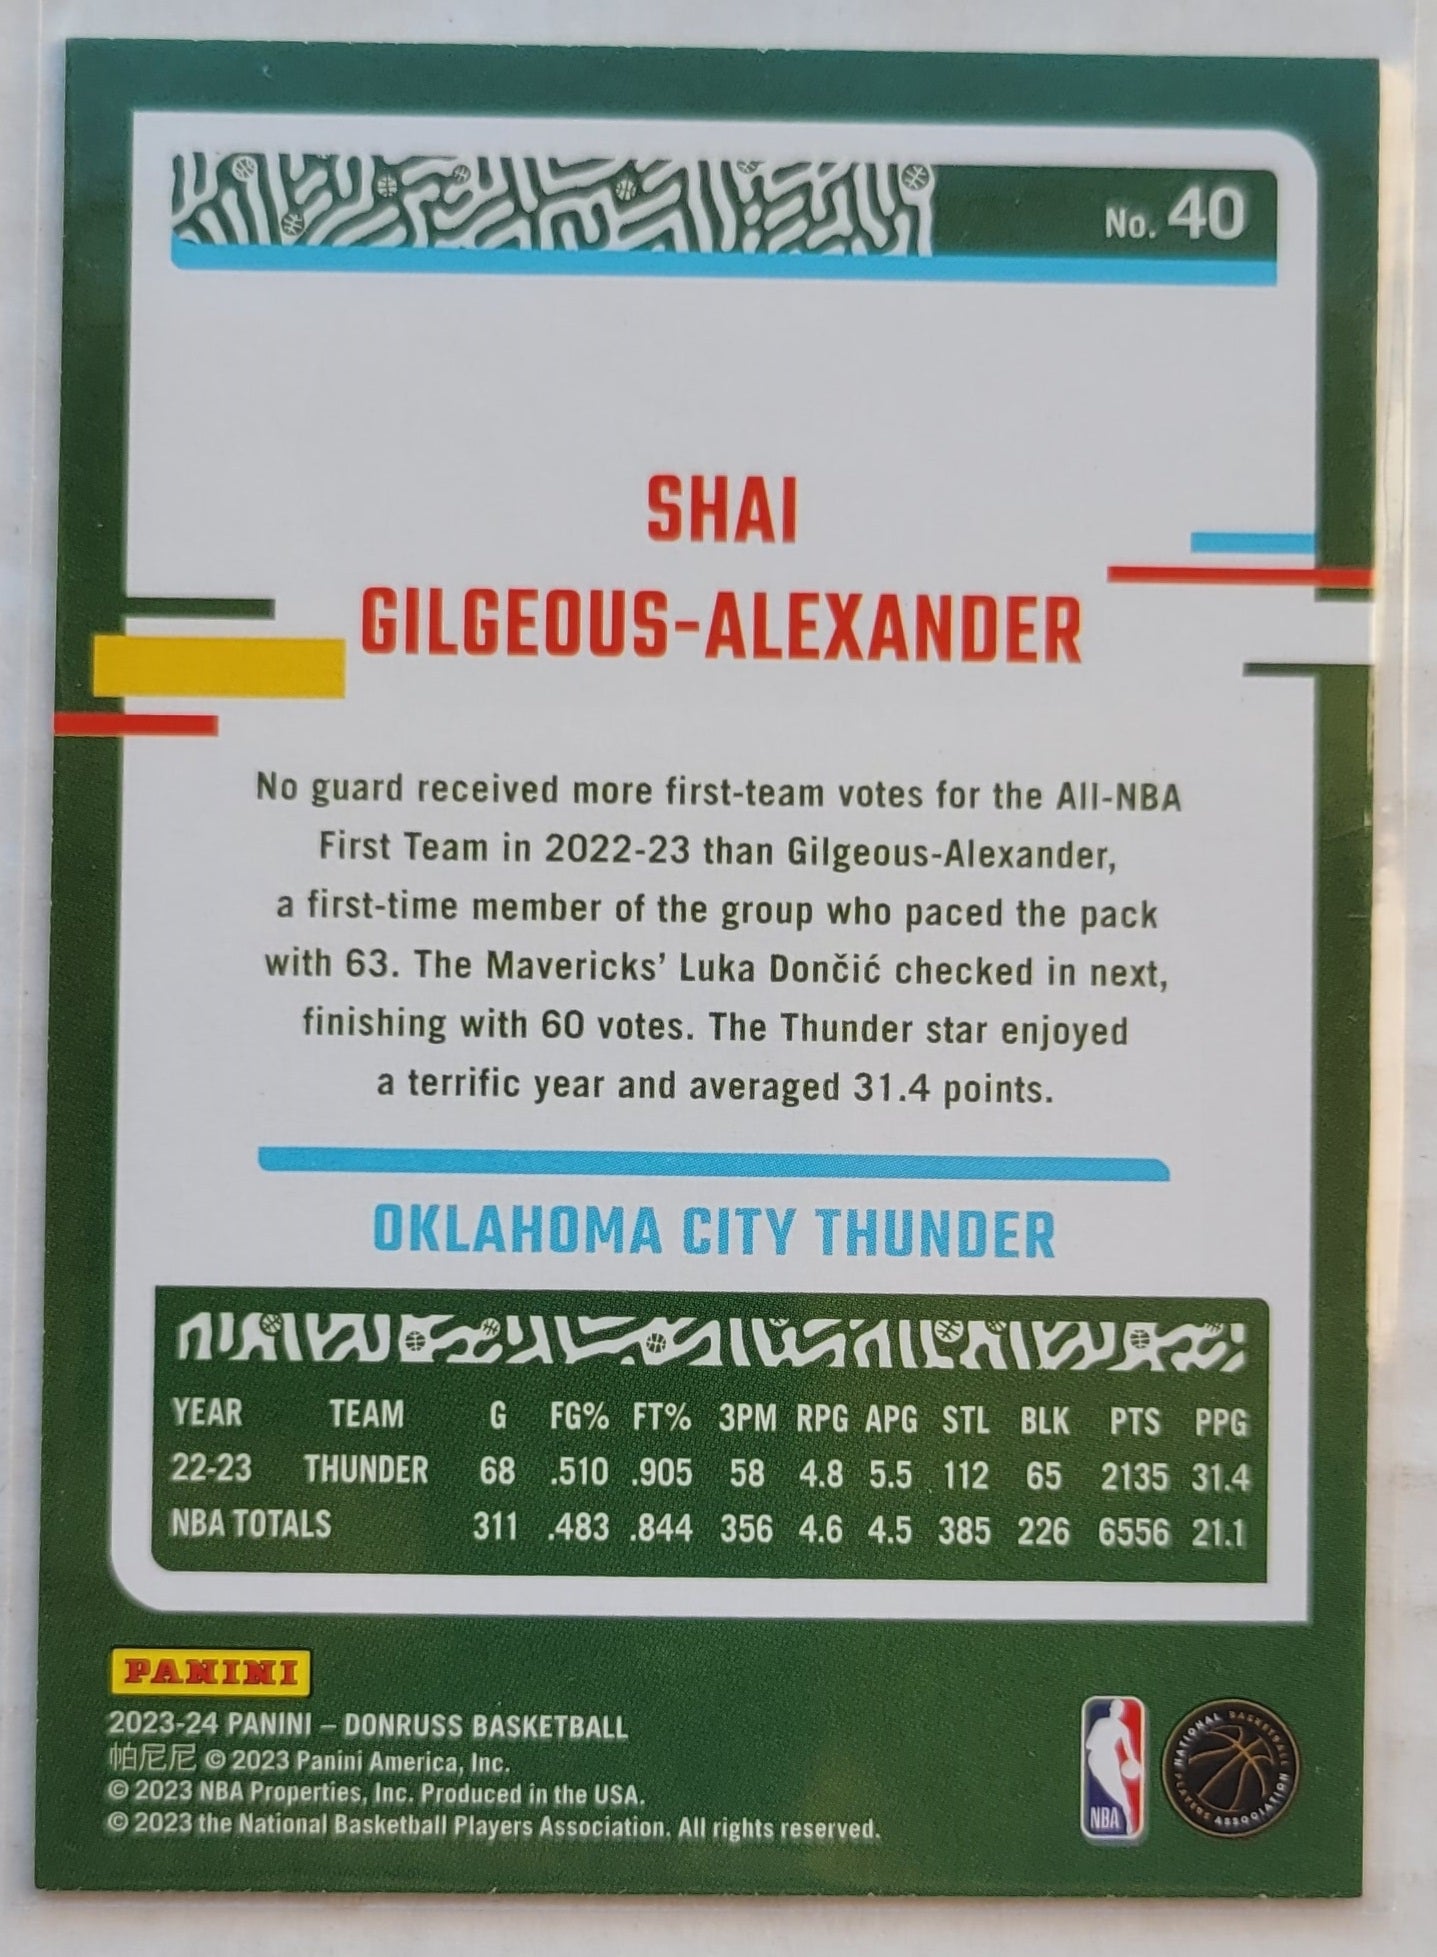 No. 40
SHAI
GILGEOUS-ALEXANDER
No guard received more first-team votes for the All-NBA
First Team in 2022-23 than Gilgeous-Alexander,
a first-time member of the group who paced the pack
with 63. The Mavericks' Luka Dončić checked in next,
finishing with 60 votes. The Thunder star enjoyed
a terrific year and averaged 31.4 points.
OKLAHOMA CITY THUNDER
YEAR TEAM G FG% FT% 3PM RPG APG STL BLK PTS PPG
22-23 THUNDER 68 .510 .905 58 4.8 5.5 112 65 2135 31.4
NBA TOTALS 311 .483 .844 356 4.6 4.5 385 226 6556 21.1
PANINI
2023-24 PANINI – DONRUSS BASKETBALL
帕尼尼 © 2023 Panini America, Inc.
© 2023 NBA Properties, Inc. Produced in the USA.
© 2023 the National Basketball Players Association. All rights reserved.
NBA
NATIONAL BASKETBALL
PLAYERS ASSOCIATION